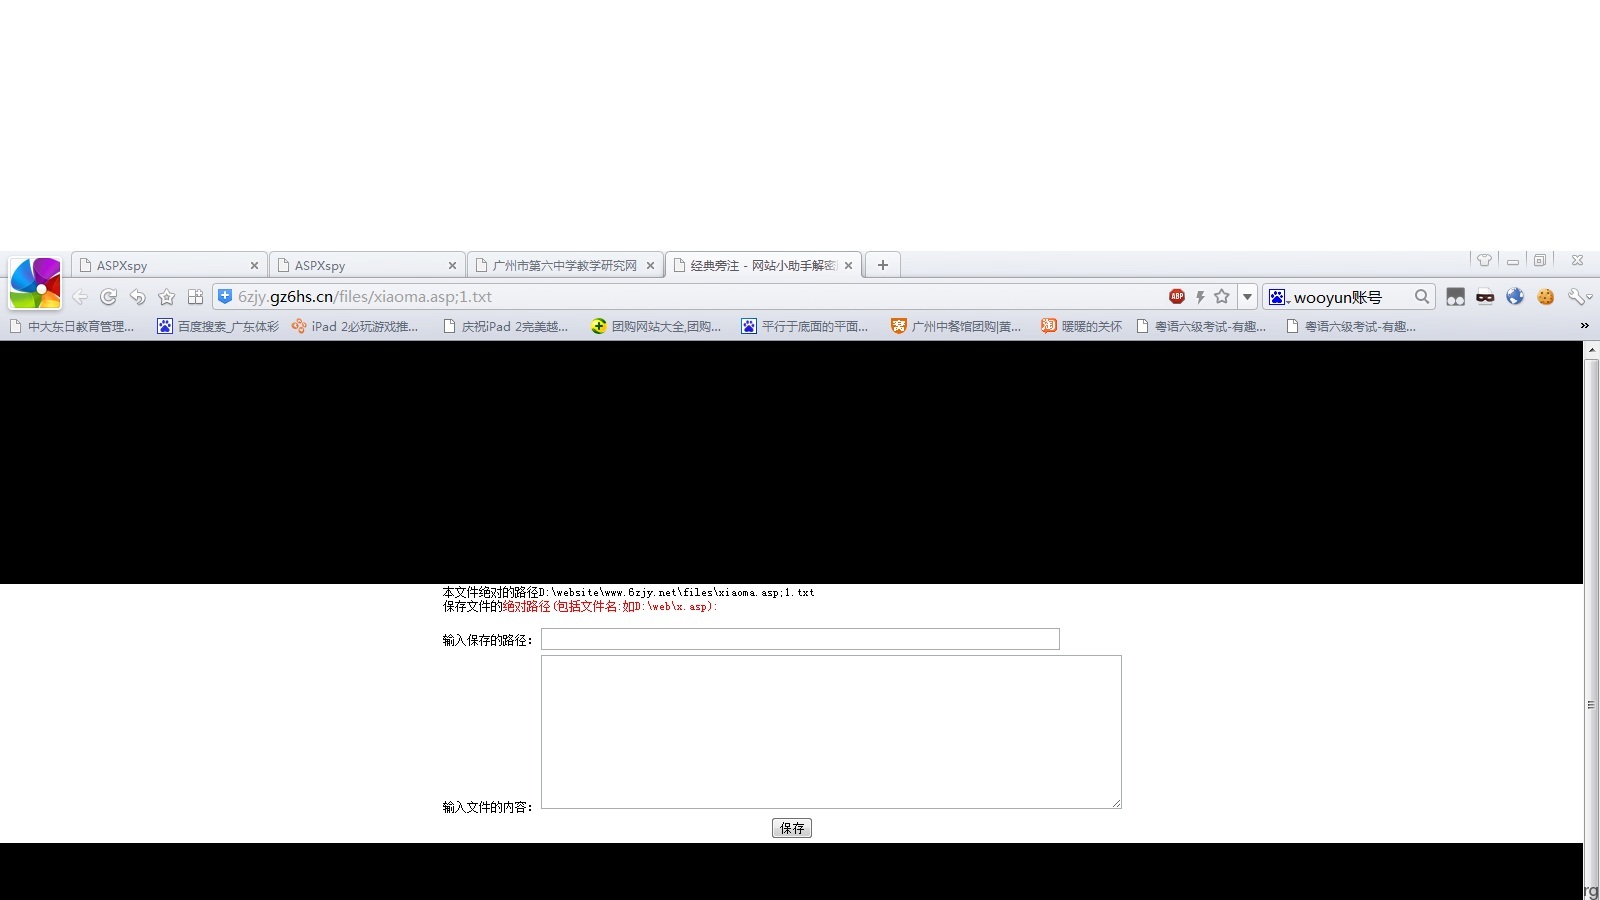 ASPXspy
ASPXspy
广州市第六中学教学研究网
经典旁注 - 网站小助手解密
6zjy.gz6hs.cn/files/xiaoma.asp;1.txt
ABP
wooyun账号
中大东日教育管理...
百度搜索_广东体彩
iPad 2必玩游戏推...
庆祝iPad 2完美越...
团购网站大全,团购...
平行于底面的平面...
窝
广州中餐馆团购|黄...
淘
暖暖的关怀
粤语六级考试-有趣...
粤语六级考试-有趣...
»
本文件绝对的路径D:\website\www.6zjy.net\files\xiaoma.asp;1.txt
保存文件的绝对路径(包括文件名:如D:\web\x.asp):
输入保存的路径:
输入文件的内容:
保存
rg